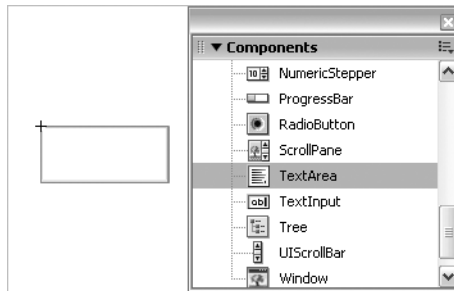 Components
NumericStepper
ProgressBar
RadioButton
ScrollPane
TextArea
TextInput
Tree
UIScrollBar
Window